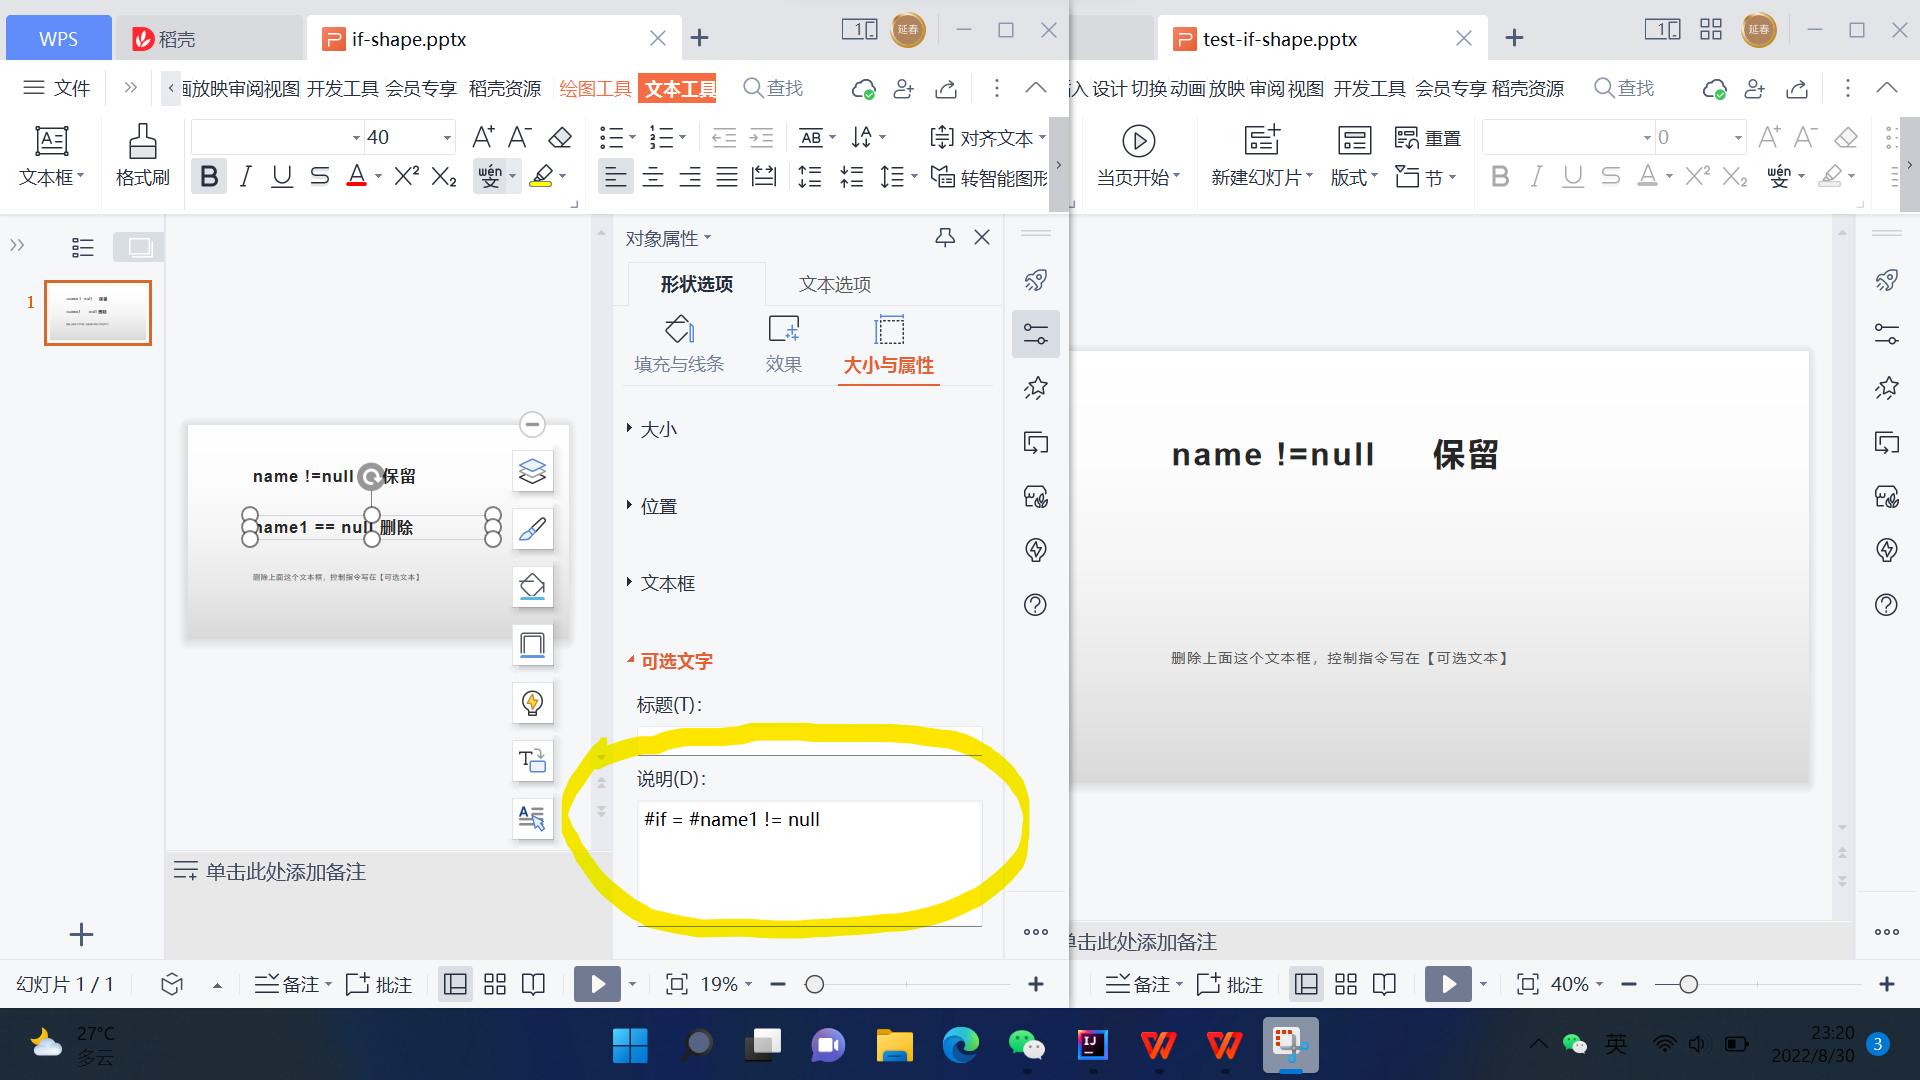 WPS
稻壳
if-shape.pptx
1
延春
test-if-shape.pptx
1
延春
文件
画放映审阅视图 开发工具 会员专享 稻壳资源 绘图工具 文本工具 查找
插入 设计 切换 动画 放映 审阅 视图 开发工具 会员专享 稻壳资源 查找
文本框
格式刷
40
对齐文本
转智能图形
B I U S A X² X₂ wén 文
当页开始
新建幻灯片
版式
重置
节
0
B I U S A X² X₂ wén 文
1
name !=null 保留
name1 == null 删除
删除上面这个文本框，控制指令写在【可选文本】
对象属性
形状选项 文本选项
填充与线条 效果 大小与属性
大小
位置
文本框
可选文字
标题(T)：
说明(D)：
#if = #name1 != null
name !=null 保留
删除上面这个文本框，控制指令写在【可选文本】
单击此处添加备注
单击此处添加备注
幻灯片 1 / 1
备注 批注
19%
备注 批注
40%
27°C
多云
英
23:20
2022/8/30
3